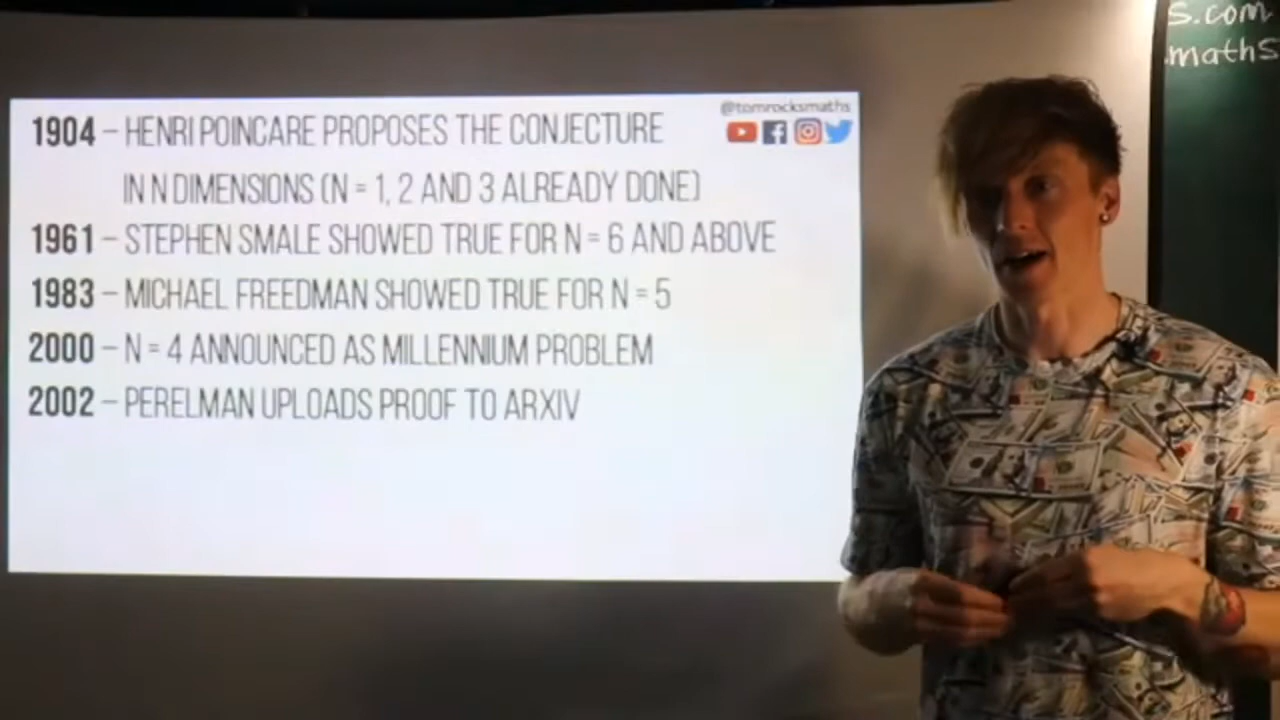 s.com
maths
@tomrocksmaths
1904 – HENRI POINCARE PROPOSES THE CONJECTURE
IN N DIMENSIONS (N = 1, 2 AND 3 ALREADY DONE)
1961 – STEPHEN SMALE SHOWED TRUE FOR N = 6 AND ABOVE
1983 – MICHAEL FREEDMAN SHOWED TRUE FOR N = 5
2000 – N = 4 ANNOUNCED AS MILLENNIUM PROBLEM
2002 – PERELMAN UPLOADS PROOF TO ARXIV